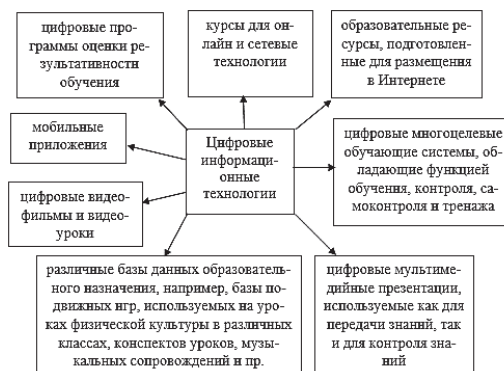 цифровые про-
граммы оценки ре-
зультативности
обучения
курсы для он-
лайн и сетевые
технологии
образовательные ре-
сурсы, подготовлен-
ные для размещения
в Интернете
мобильные
приложения
Цифровые
информаци-
онные
технологии
цифровые многоцелевые
обучающие системы, об-
ладающие функцией
обучения, контроля, са-
моконтроля и тренажа
цифровые видео-
фильмы и видео-
уроки
различные базы данных образователь-
ного назначения, например, базы по-
движных игр, используемых на уро-
ках физической культуры в различных
классах, конспектов уроков, музы-
кальных сопровождений и пр.
цифровые мультиме-
дийные презентации,
используемые как для
передачи знаний, так
и для контроля зна-
ний